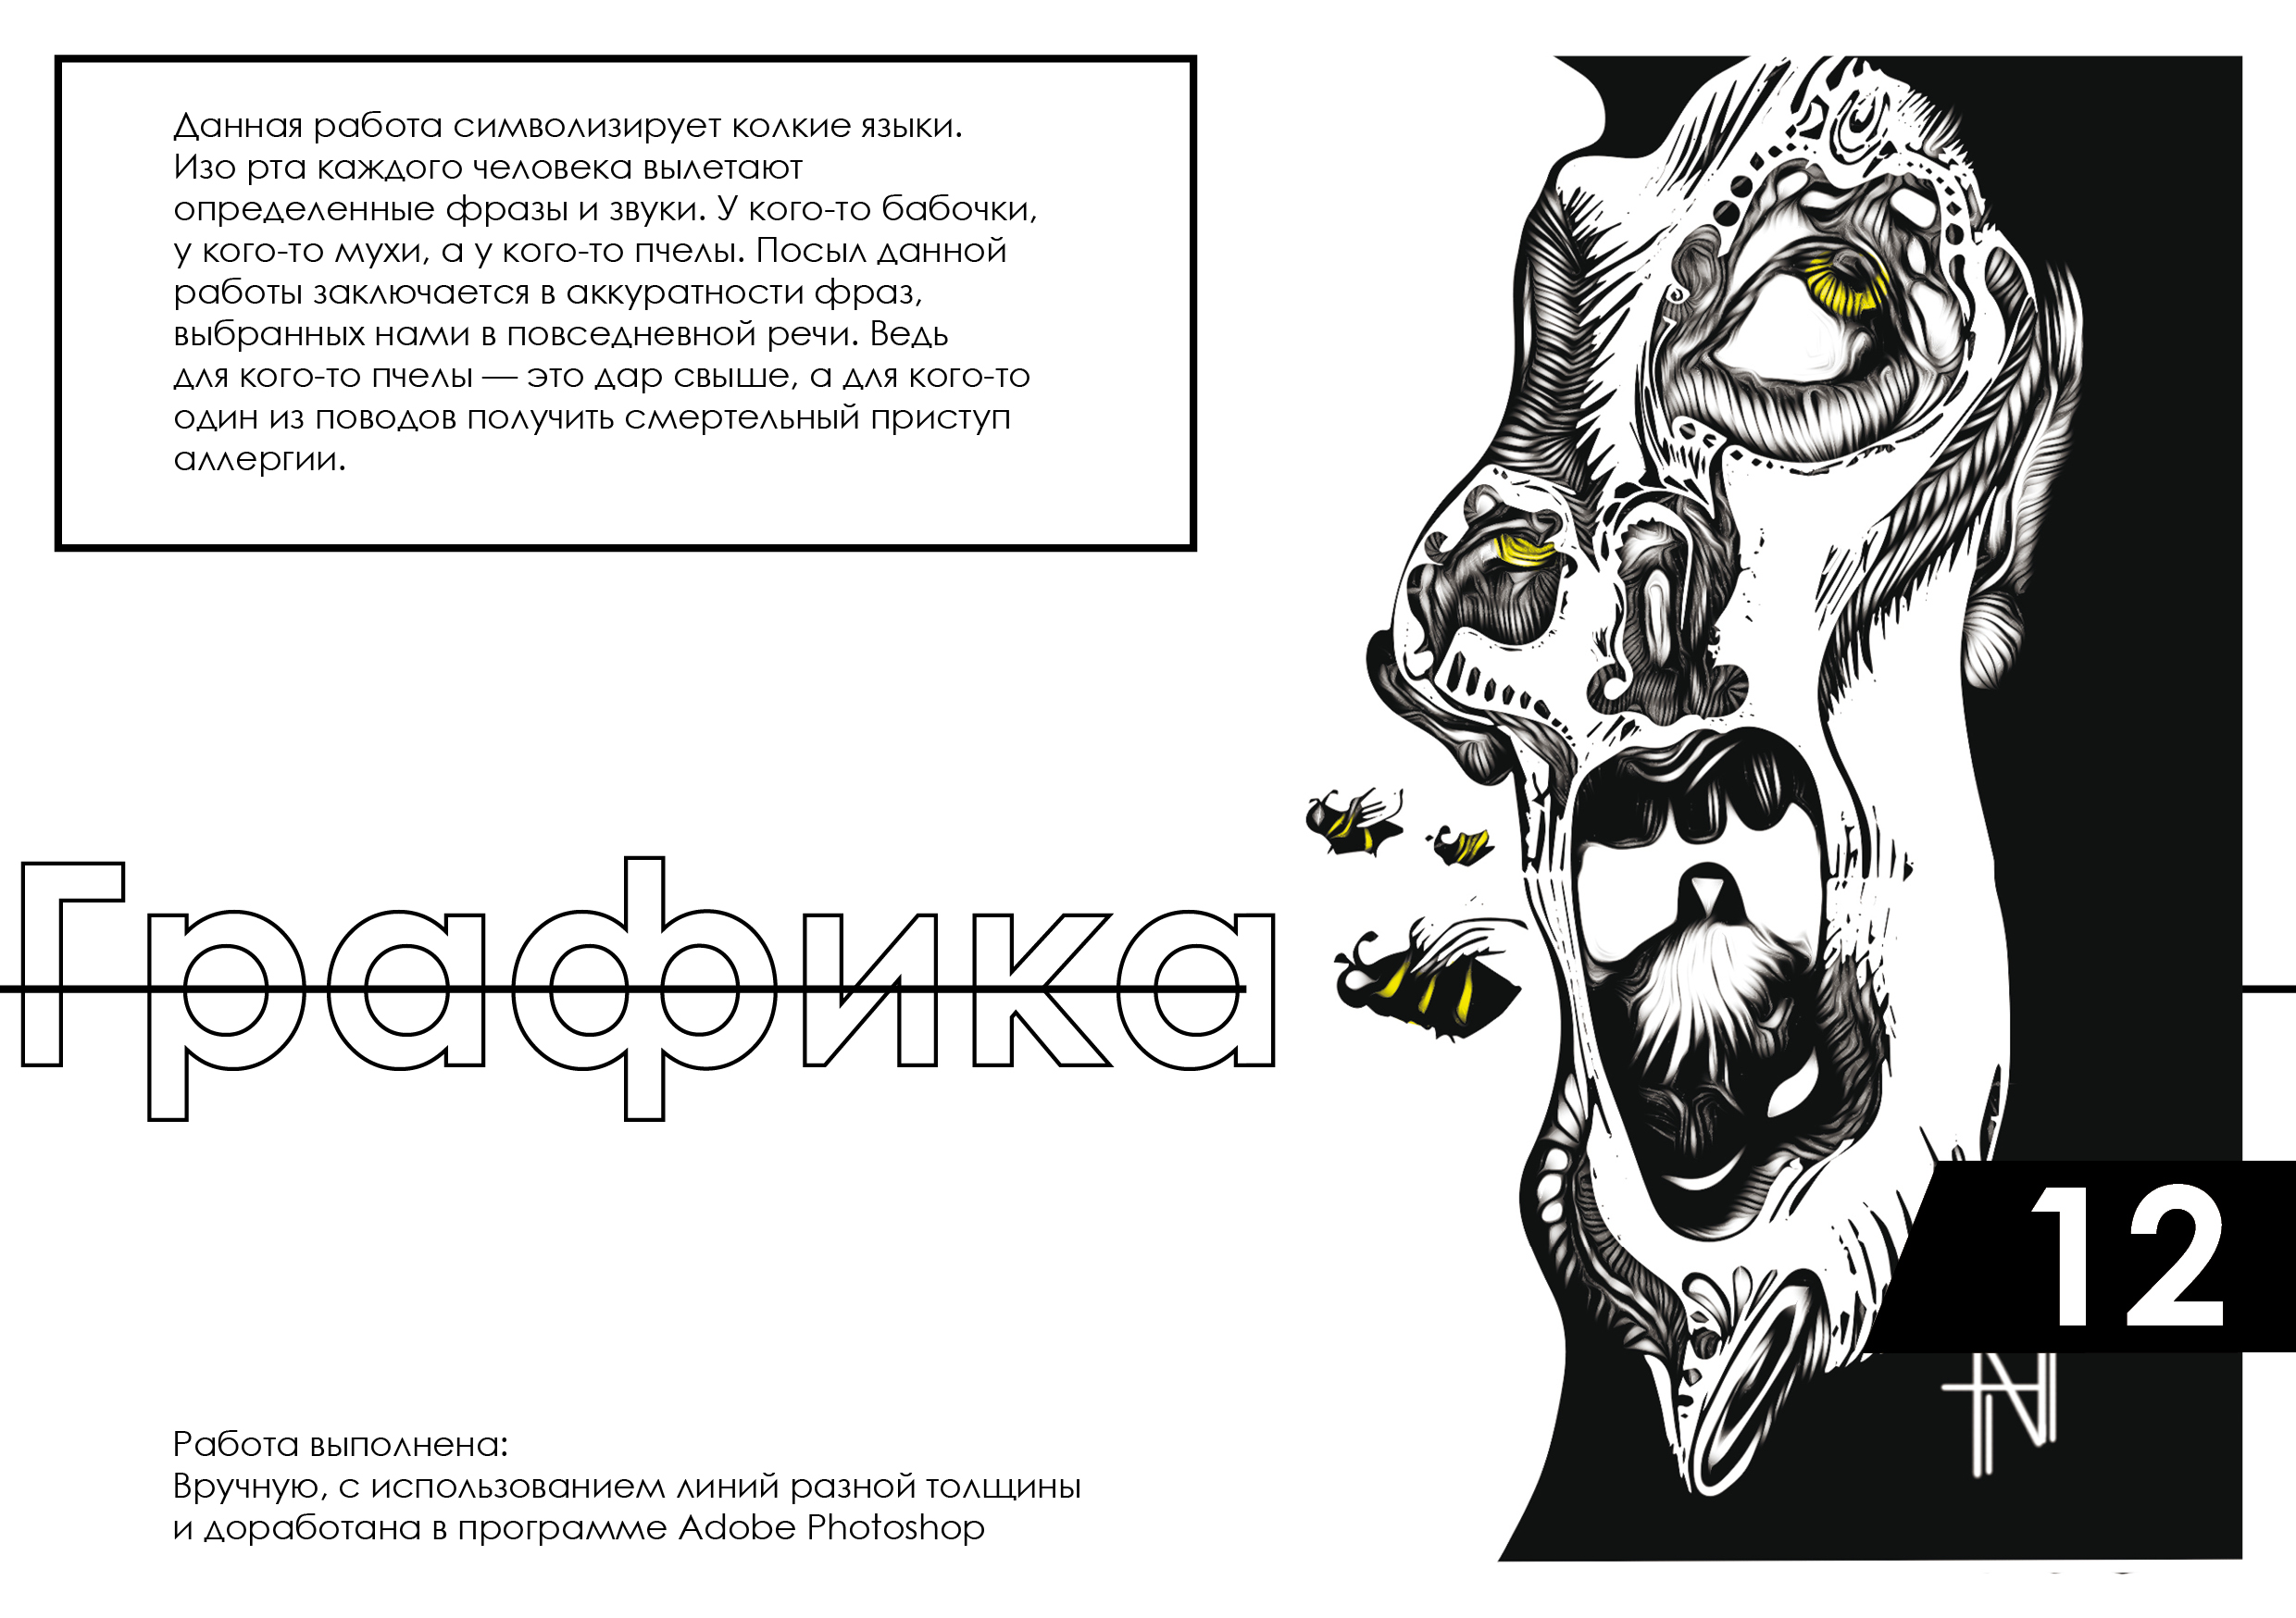 Данная работа символизирует колкие языки.
Изо рта каждого человека вылетают
определенные фразы и звуки. У кого-то бабочки,
у кого-то мухи, а у кого-то пчелы. Посыл данной
работы заключается в аккуратности фраз,
выбранных нами в повседневной речи. Ведь
для кого-то пчелы — это дар свыше, а для кого-то
один из поводов получить смертельный приступ
аллергии.
Графика
12
Работа выполнена:
Вручную, с использованием линий разной толщины
и доработана в программе Adobe Photoshop